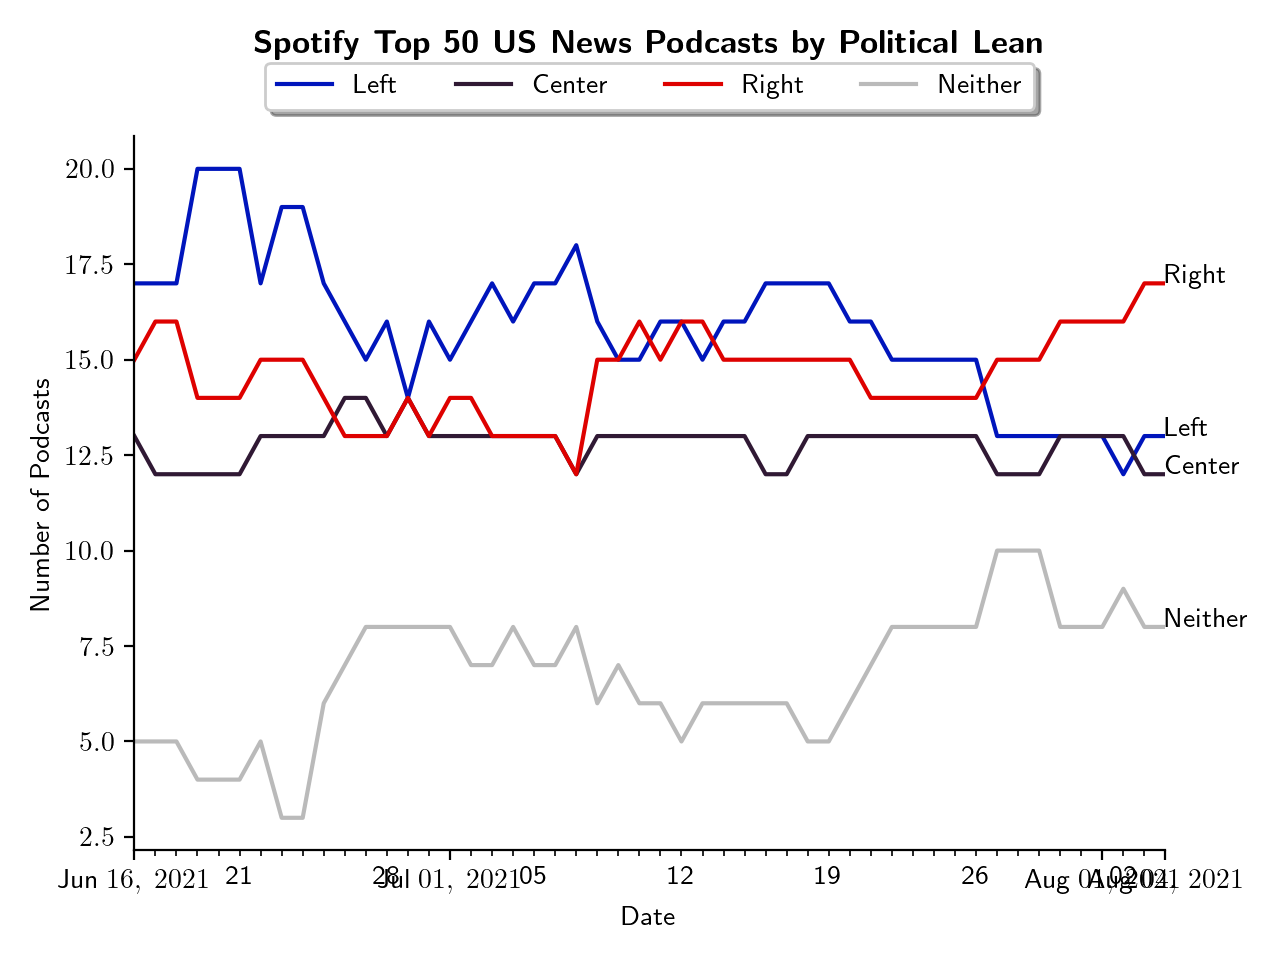 Spotify Top 50 US News Podcasts by Political Lean
Left Center Right Neither
20.0
17.5
15.0
12.5
10.0
7.5
5.0
2.5
Number of Podcasts
Right
Left
Center
Neither
Jun 16, 2021 21 28 Jul 01, 2021 05 12 19 26 Aug 01, 2021 02 Aug 04, 2021
Date